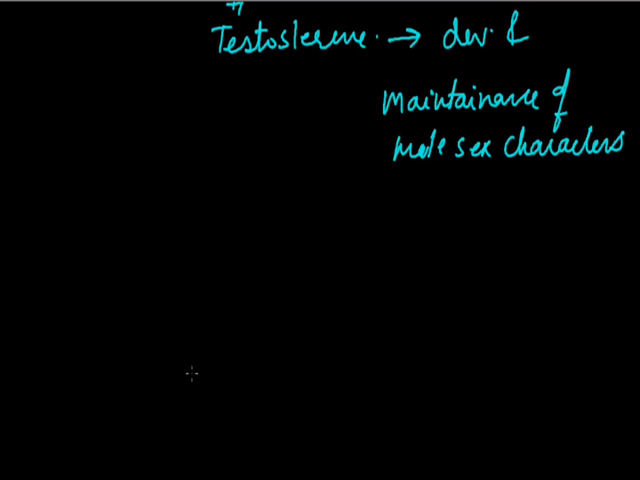 Testosterone. → dev. &
Maintainance of
male sex characters